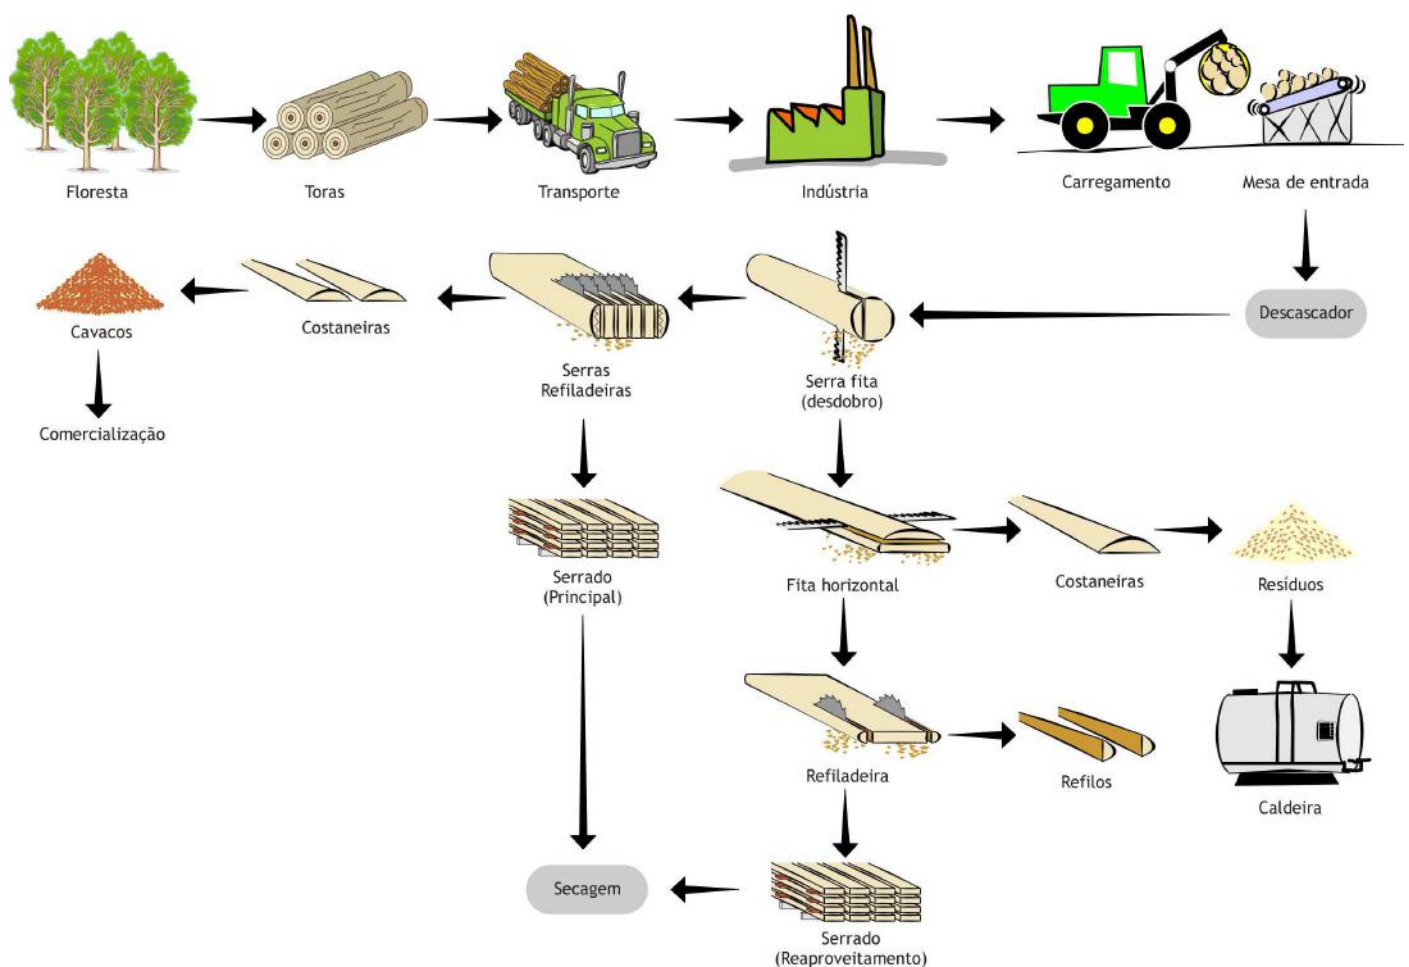 Floresta
Toras
Transporte
Indústria
Carregamento
Mesa de entrada
Cavacos
Costaneiras
Serras
Refiladeiras
Serra fita
(desdobro)
Descascador
Comercialização
Serrado
(Principal)
Fita horizontal
Costaneiras
Resíduos
Refiladeira
Refilos
Caldeira
Secagem
Serrado
(Reaproveitamento)